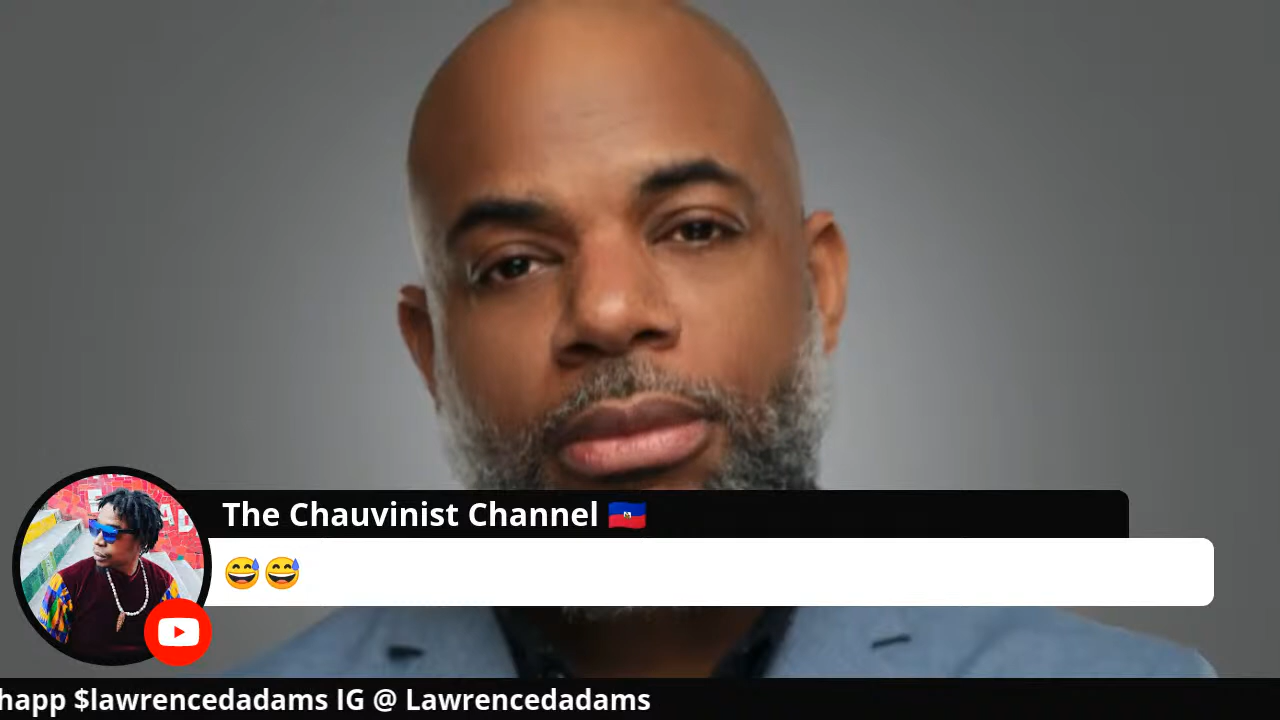 The Chauvinist Channel 🇭🇹
😅😅
happ $lawrencedadams IG @ Lawrencedadams